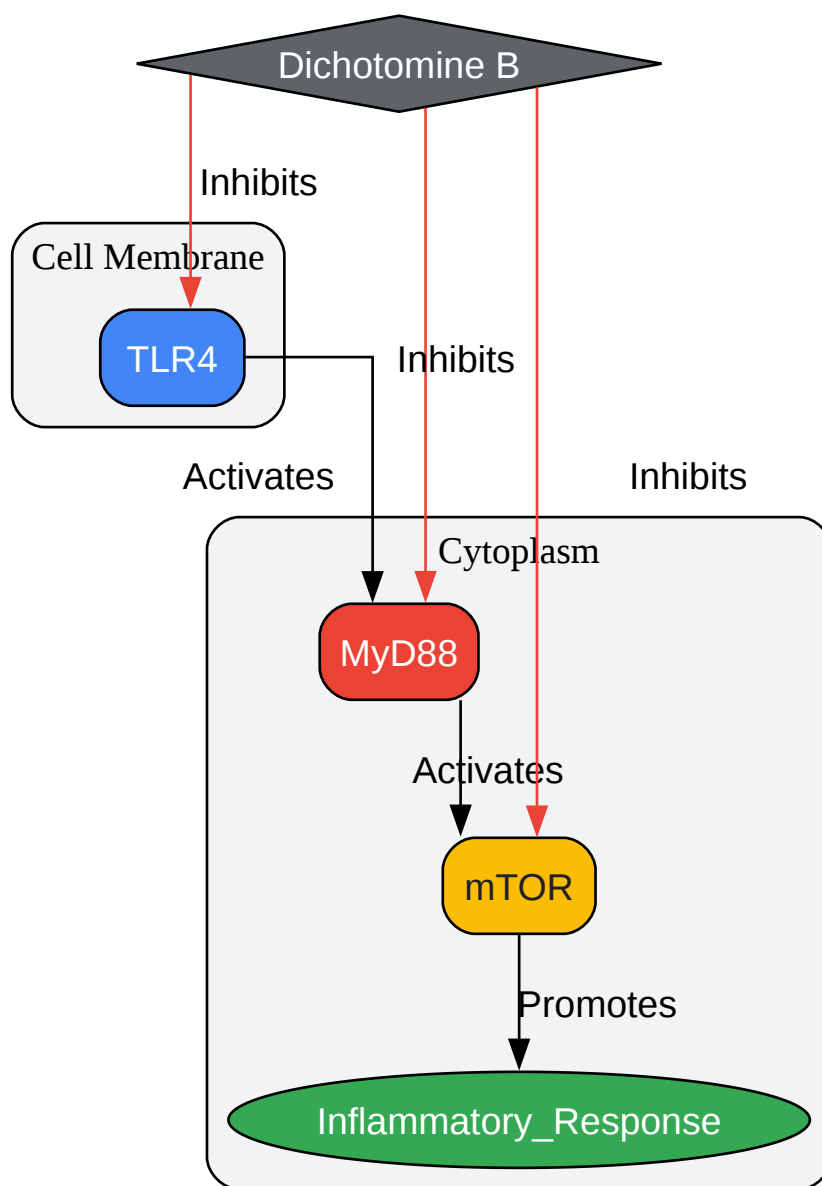 Dichotomine B
Inhibits
Cell Membrane
TLR4
Inhibits
Activates
Inhibits
Cytoplasm
MyD88
Activates
mTOR
Promotes
Inflammatory_Response